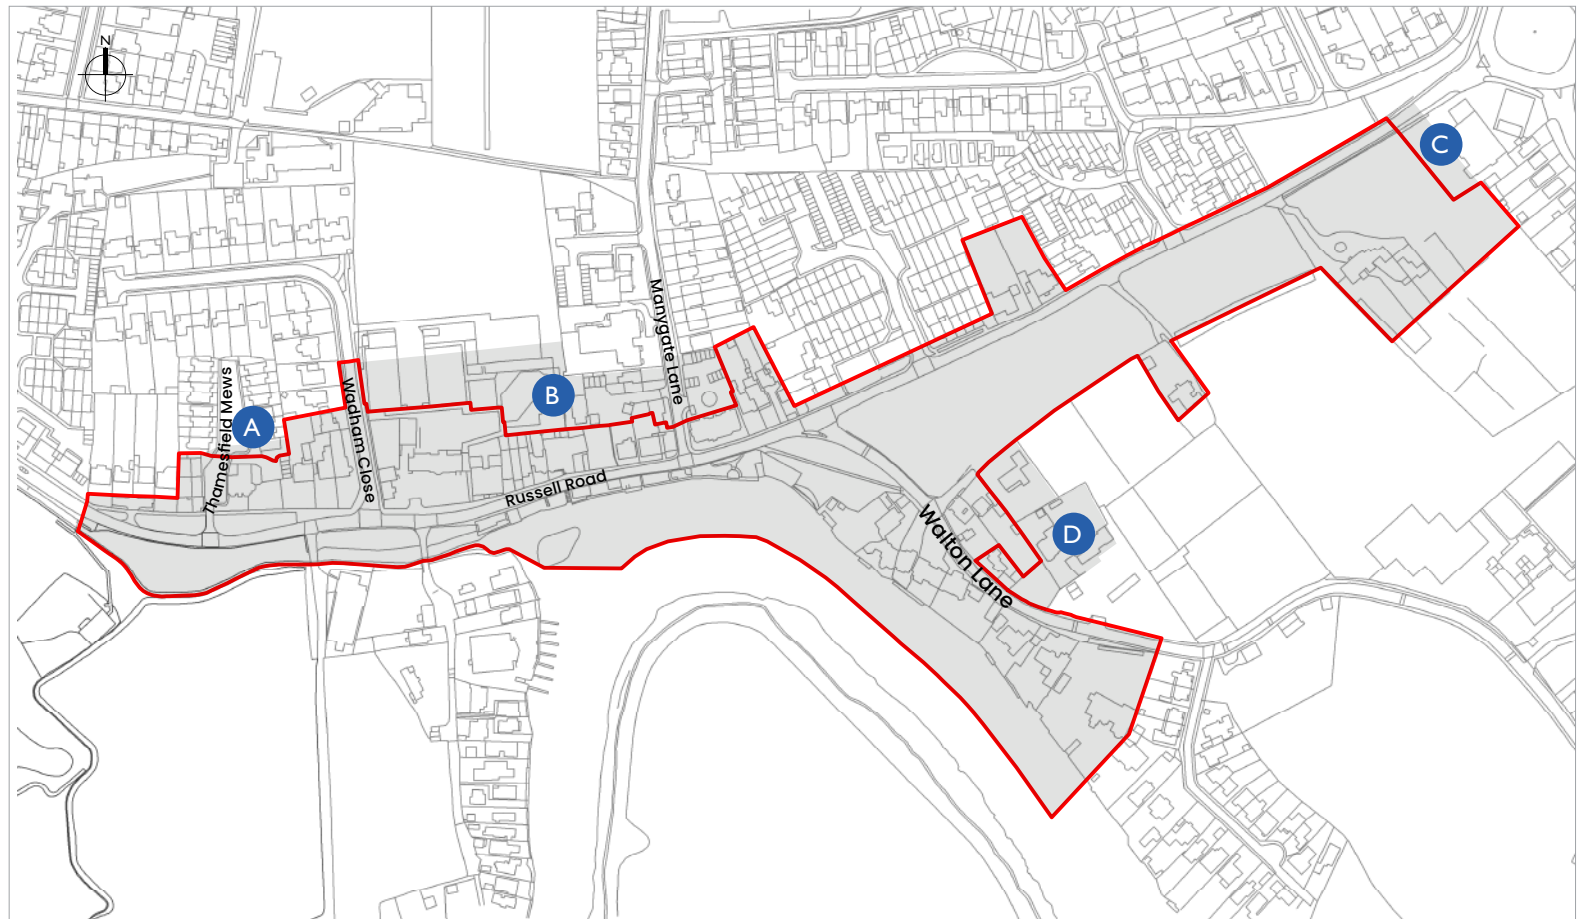 N
C
Manygate Lane
Thamesfield Mews
Wadham Close
B
A
Russell Road
Walton Lane
D